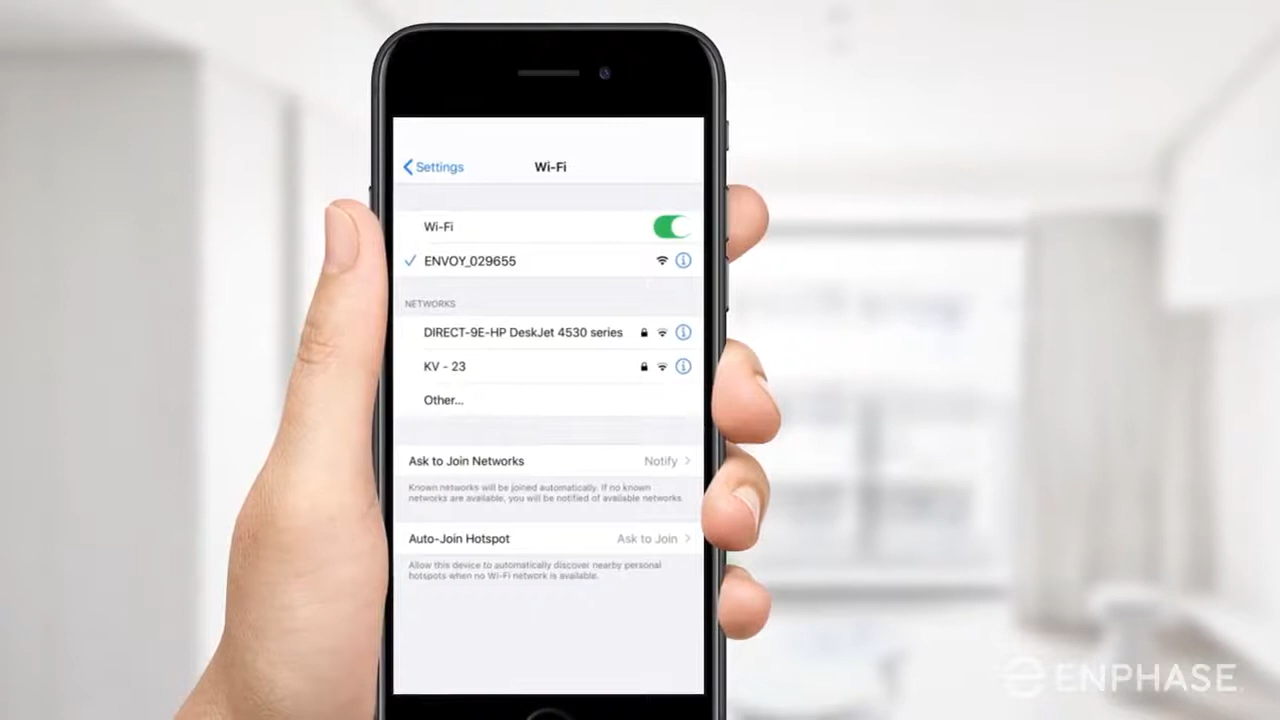 Settings
Wi-Fi
Wi-Fi
ENVOY_029655
NETWORKS
DIRECT-9E-HP DeskJet 4530 series
KV - 23
Other...
Ask to Join Networks
Notify
Known networks will be joined automatically. If no known
networks are available, you will be notified of available networks.
Auto-Join Hotspot
Ask to Join
Allow this device to automatically discover nearby personal
hotspots when no Wi-Fi network is available.
ENPHASE